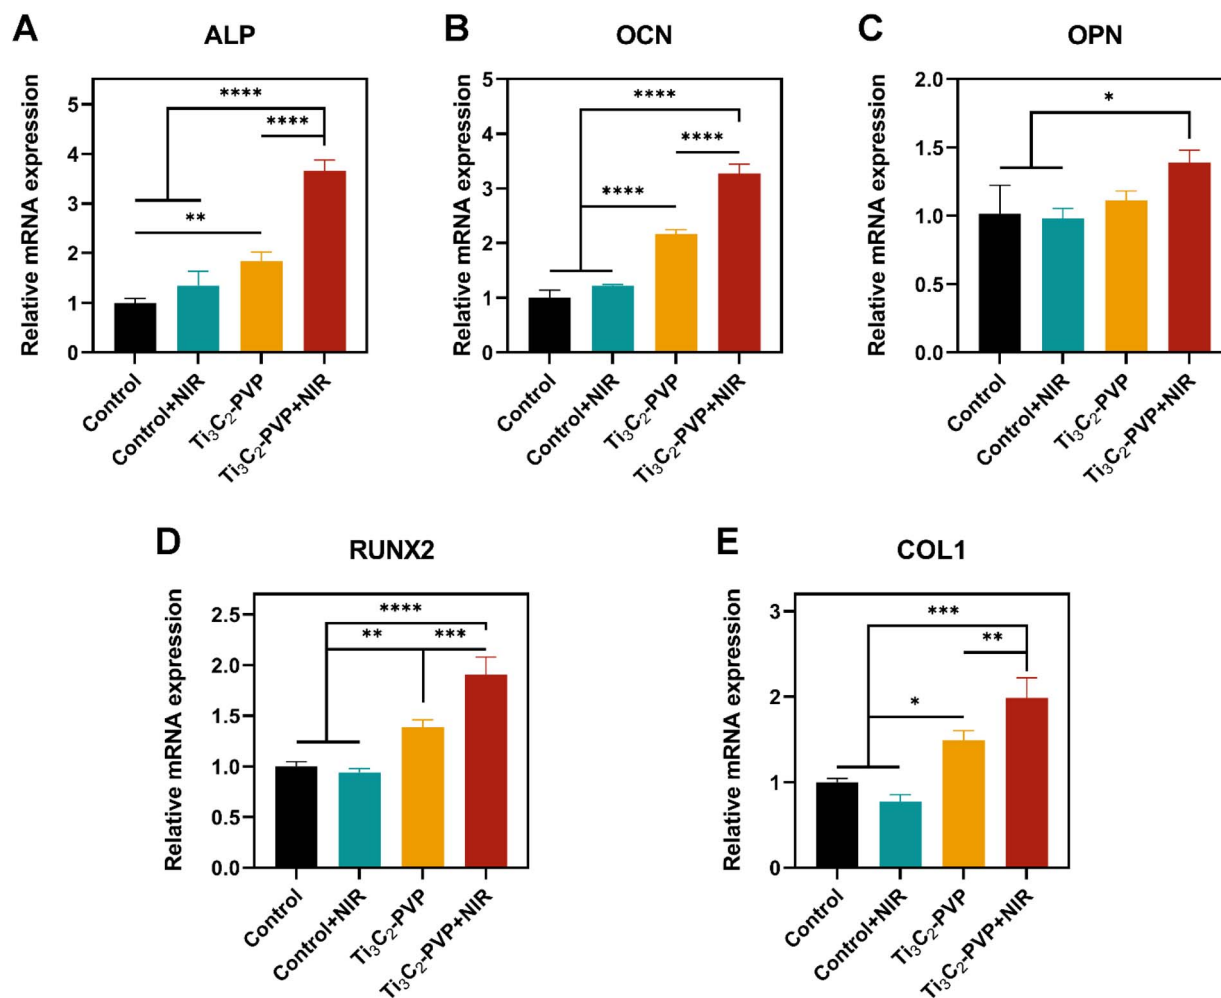 A
ALP
Relative mRNA expression
5
4
3
2
1
0
****
****
**
Control
Control+NIR
Ti₃C₂-PVP
Ti₃C₂-PVP+NIR
B
OCN
Relative mRNA expression
5
4
3
2
1
0
****
****
****
Control
Control+NIR
Ti₃C₂-PVP
Ti₃C₂-PVP+NIR
C
OPN
Relative mRNA expression
2.0
1.5
1.0
0.5
0.0
*
Control
Control+NIR
Ti₃C₂-PVP
Ti₃C₂-PVP+NIR
D
RUNX2
Relative mRNA expression
2.5
2.0
1.5
1.0
0.5
0.0
****
** ***
Control
Control+NIR
Ti₃C₂-PVP
Ti₃C₂-PVP+NIR
E
COL1
Relative mRNA expression
3
2
1
0
***
**
*
Control
Control+NIR
Ti₃C₂-PVP
Ti₃C₂-PVP+NIR